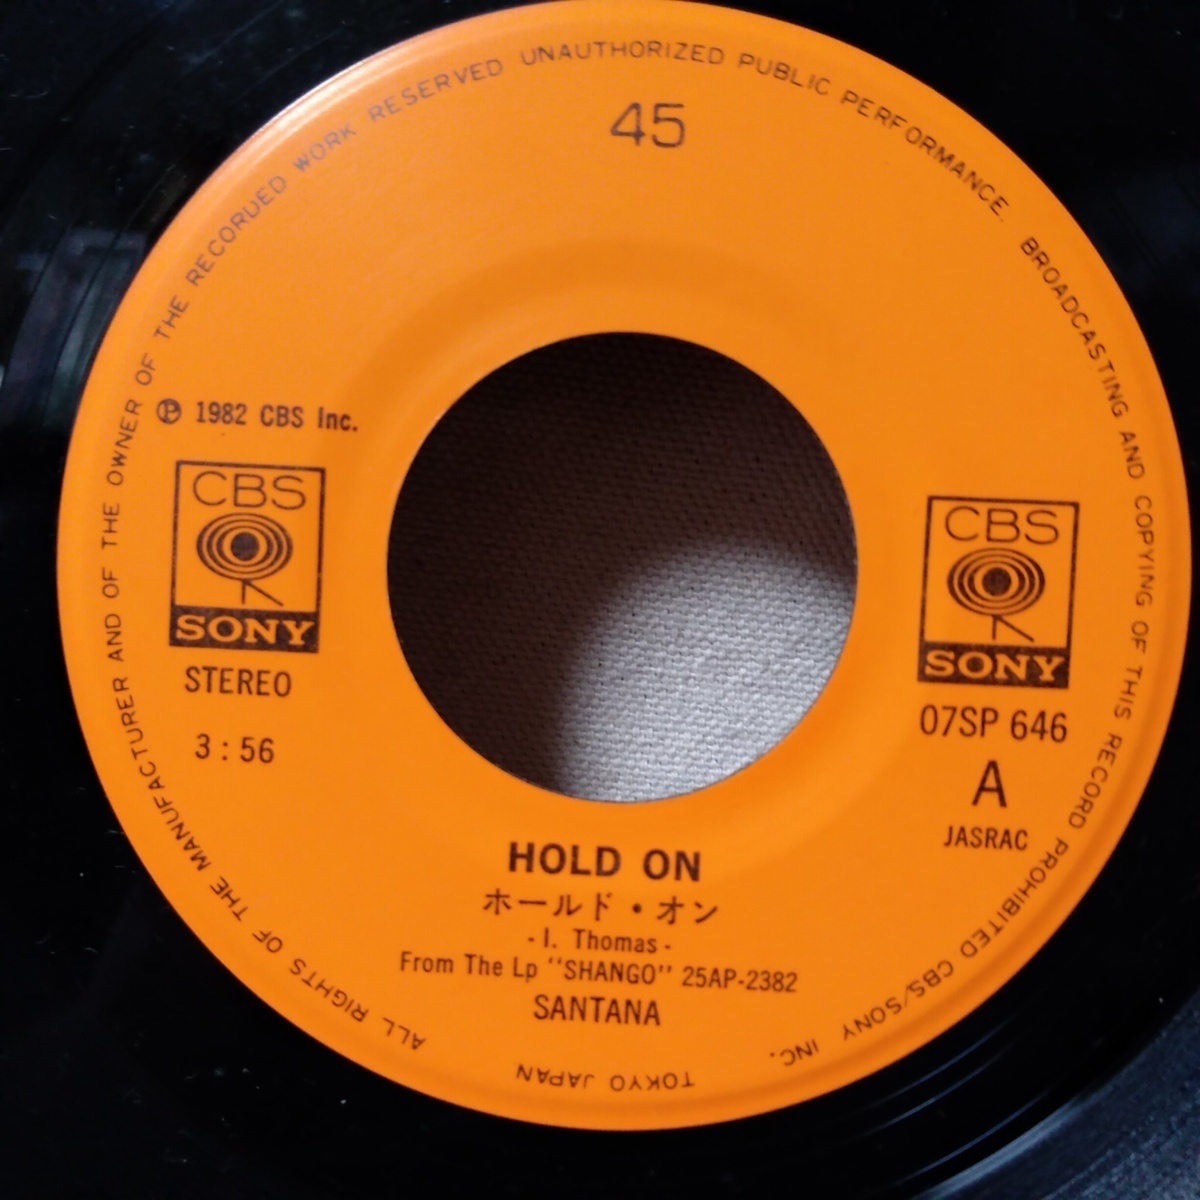 ALL RIGHTS OF THE MANUFACTURER AND OF THE OWNER OF THE RECORDED WORK RESERVED UNAUTHORIZED PUBLIC PERFORMANCE. BROADCASTING AND COPYING OF THIS RECORD PROHIBITED CBS/SONY INC.
TOKYO JAPAN
45
℗ 1982 CBS Inc.
CBS
SONY
STEREO
3:56
CBS
SONY
07SP 646
A
JASRAC
HOLD ON
ホールド・オン
- I. Thomas -
From The Lp "SHANGO" 25AP-2382
SANTANA